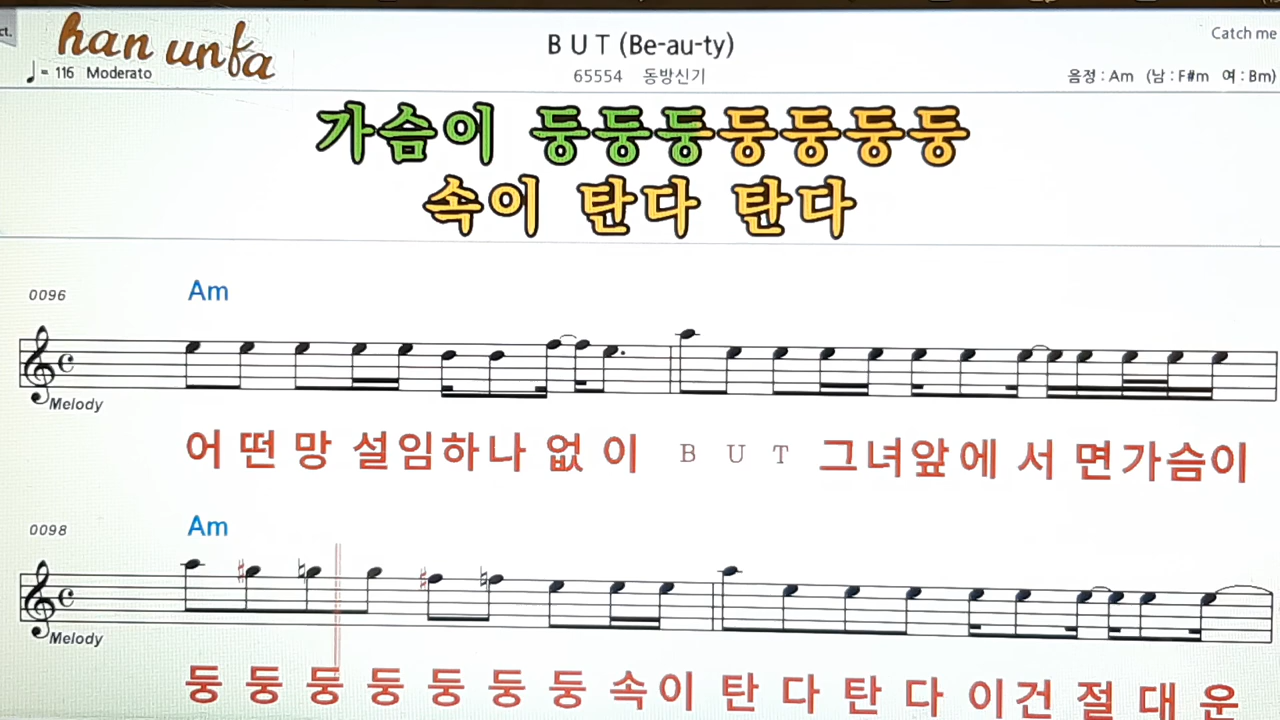 ct.
han unfa
B U T (Be-au-ty)
Catch me
♩= 116 Moderato
65554 동방신기
음정 : Am (남 : F#m 여 : Bm)
가슴이 둥둥둥둥둥둥둥
속이 탄다 탄다
0096
Am
Melody
어 떤 망 설임하나 없 이 B U T 그녀앞에 서 면가슴이
0098
Am
Melody
둥 둥 둥 둥 둥 둥 둥 속이 탄 다 탄 다 이건 절 대 운